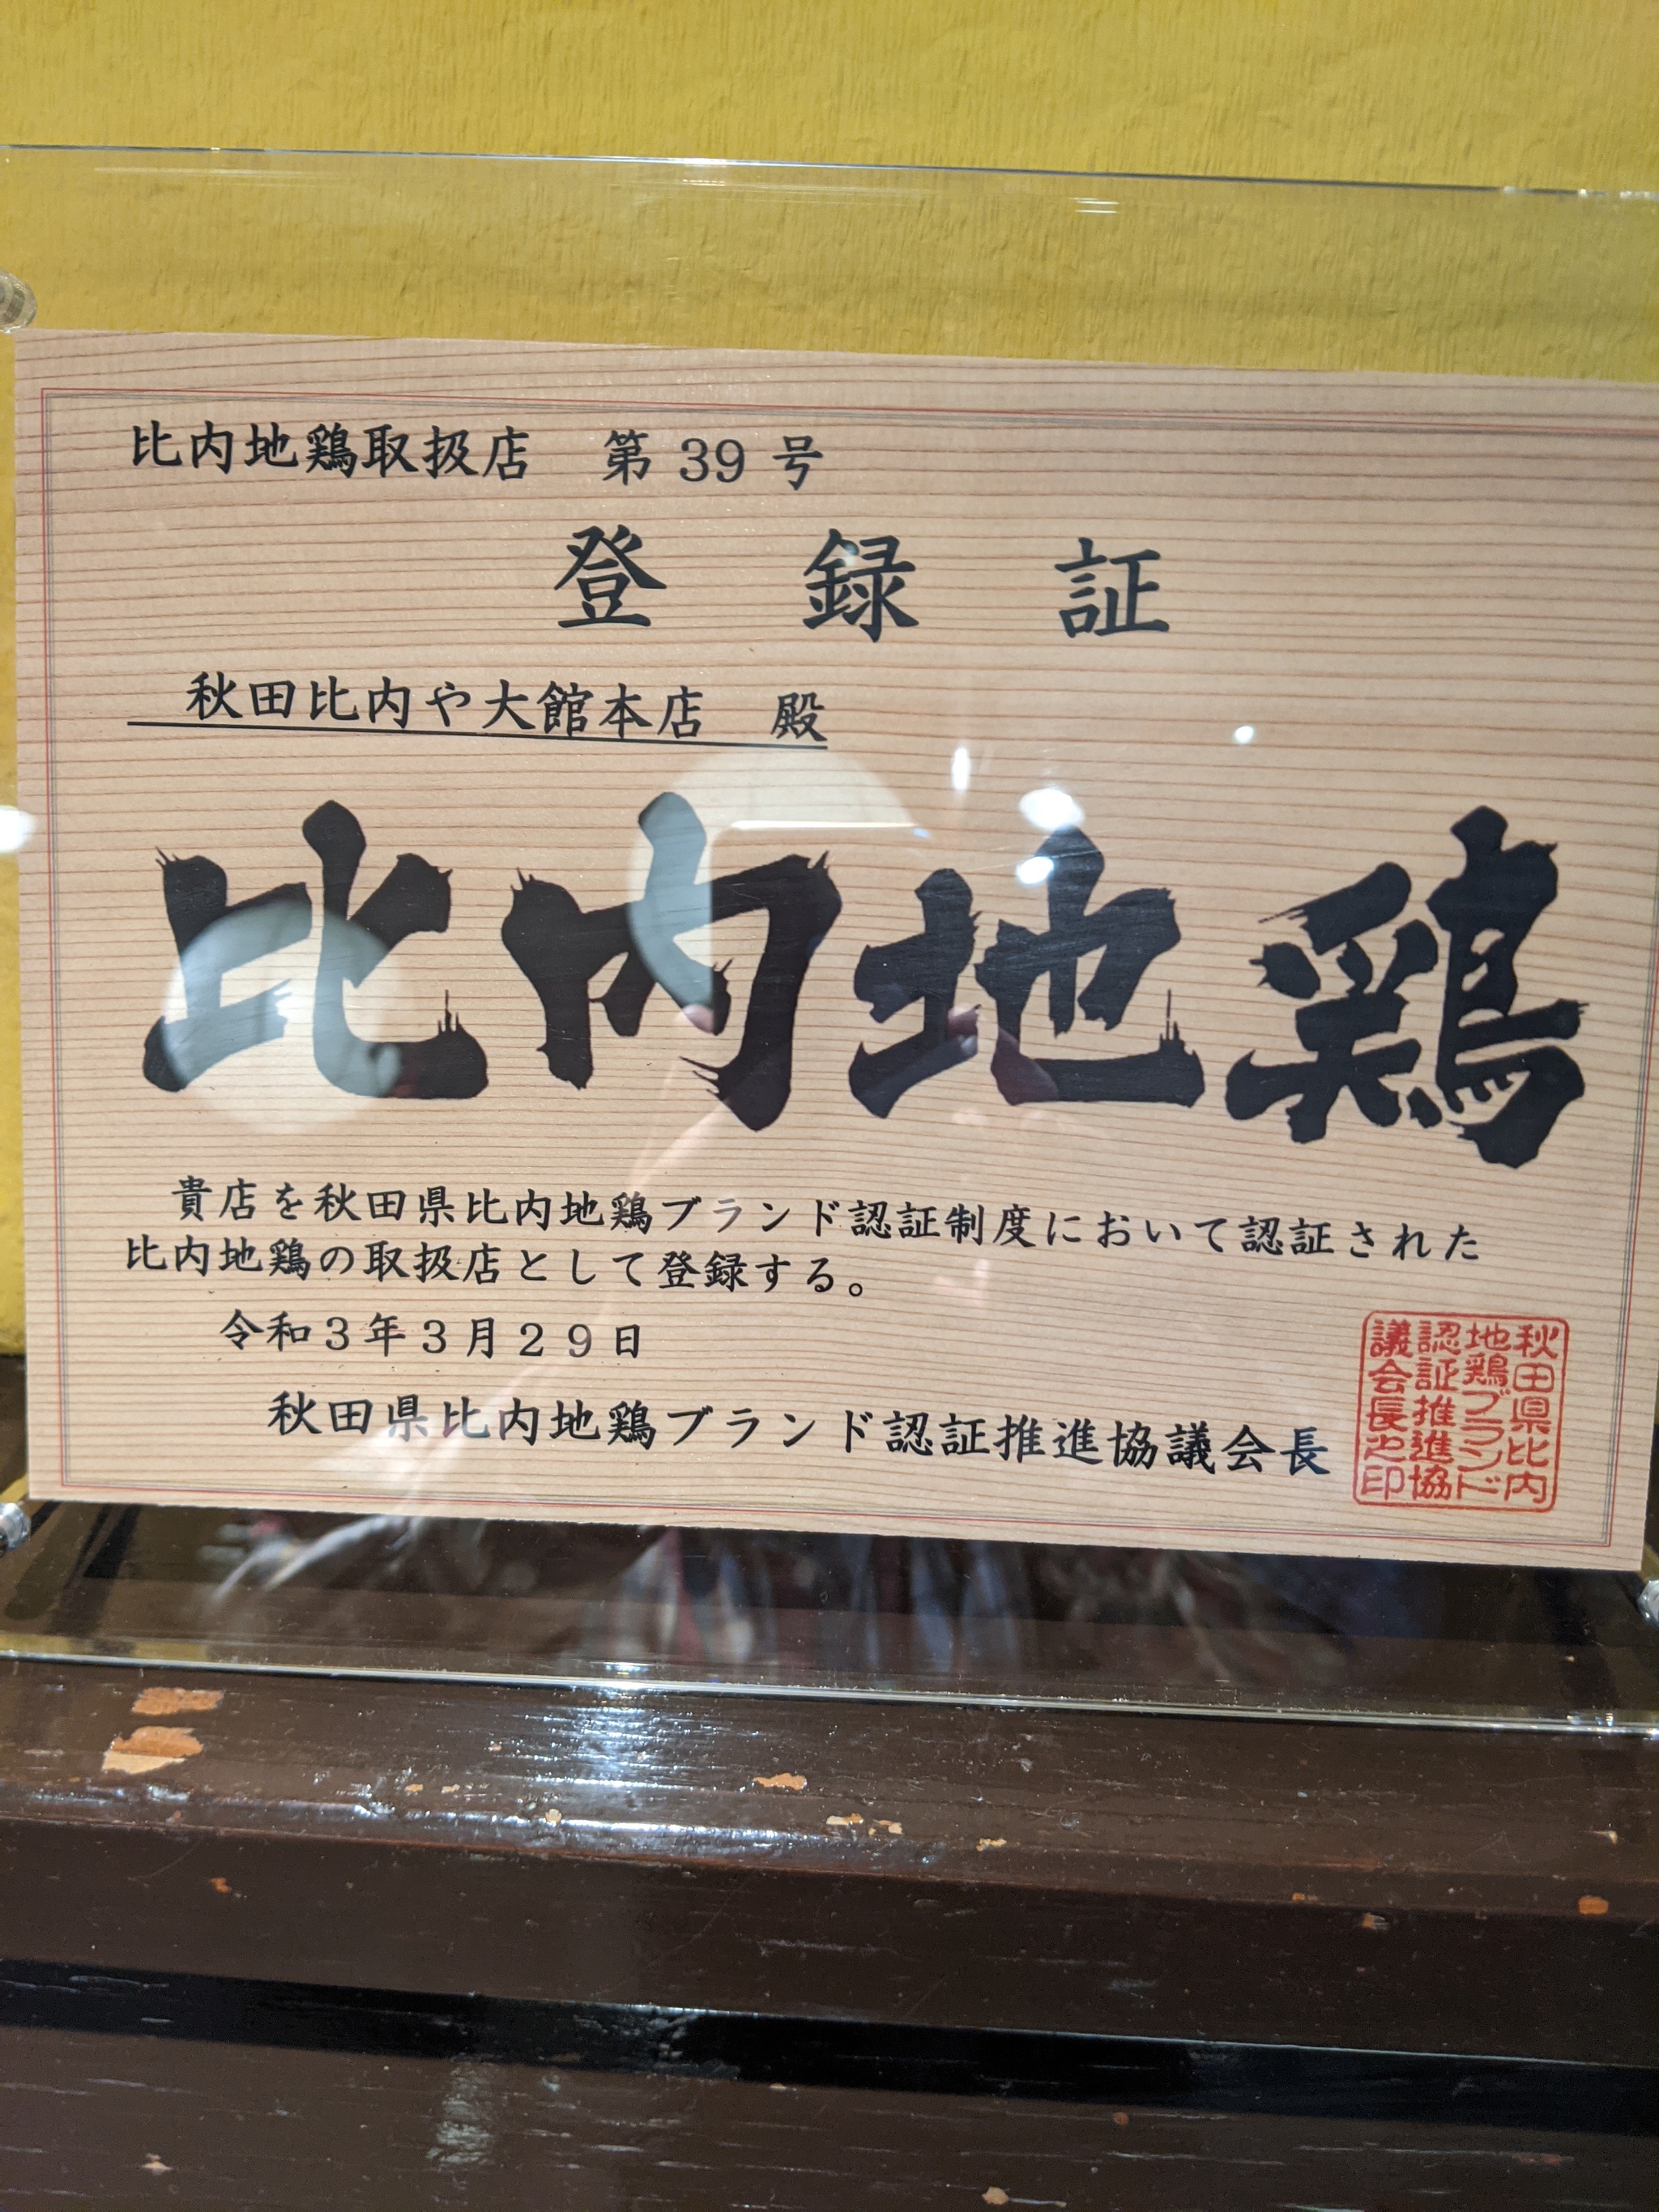 比内地鶏取扱店　第 39 号
登　録　証
秋田比内や大館本店　殿
比内地鶏
貴店を秋田県比内地鶏ブランド認証制度において認証された
比内地鶏の取扱店として登録する。
令和３年３月２９日
秋田県比内地鶏ブランド認証推進協議会長
秋田県比内
地鶏ブランド
認証推進協
議会長之印